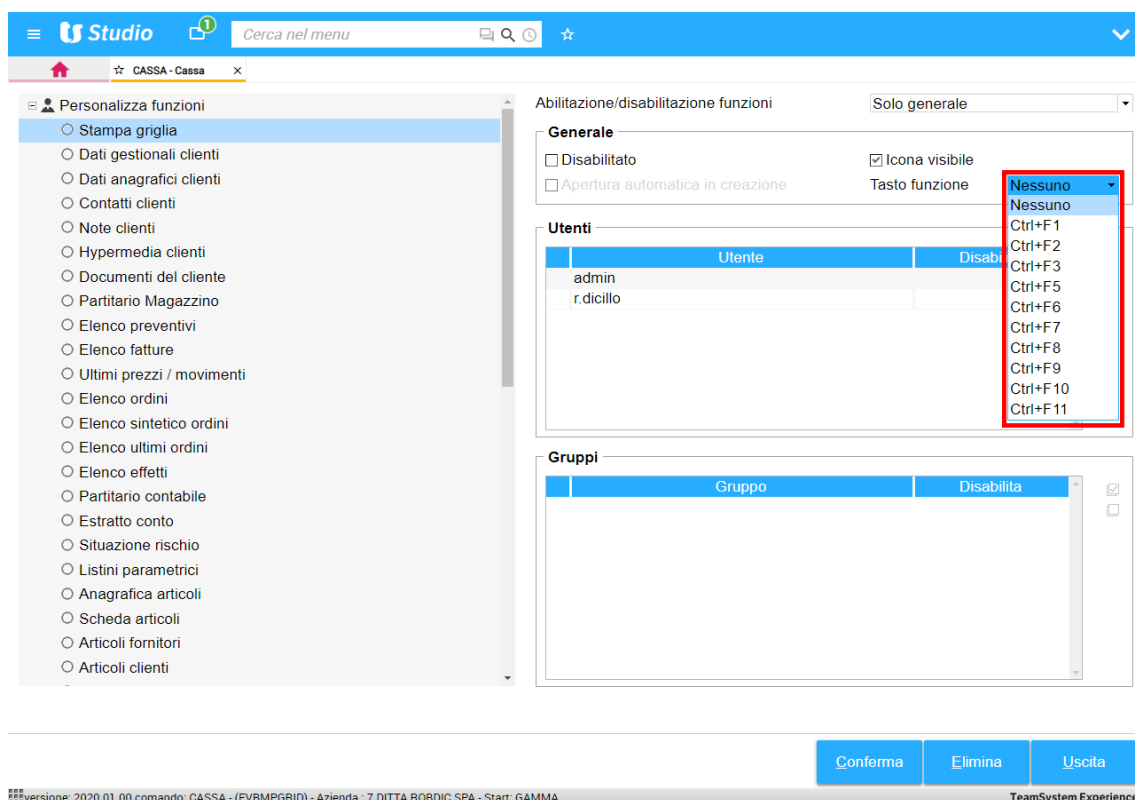 Studio
1
Cerca nel menu
CASSA - Cassa
Personalizza funzioni
Stampa griglia
Dati gestionali clienti
Dati anagrafici clienti
Contatti clienti
Note clienti
Hypermedia clienti
Documenti del cliente
Partitario Magazzino
Elenco preventivi
Elenco fatture
Ultimi prezzi / movimenti
Elenco ordini
Elenco sintetico ordini
Elenco ultimi ordini
Elenco effetti
Partitario contabile
Estratto conto
Situazione rischio
Listini parametrici
Anagrafica articoli
Scheda articoli
Articoli fornitori
Articoli clienti
Abilitazione/disabilitazione funzioni
Solo generale
Generale
Disabilitato
Icona visibile
Apertura automatica in creazione
Tasto funzione
Nessuno
Nessuno
Ctrl+F1
Ctrl+F2
Ctrl+F3
Ctrl+F5
Ctrl+F6
Ctrl+F7
Ctrl+F8
Ctrl+F9
Ctrl+F10
Ctrl+F11
Utenti
Utente
Disabi
admin
r.dicillo
Gruppi
Gruppo
Disabilita
Conferma
Elimina
Uscita
versione: 2020.01.00 comando: CASSA - (EVBMPGRID) - Azienda : 7 DITTA ROBDIC SPA - Start: GAMMA
TeamSystem Experience